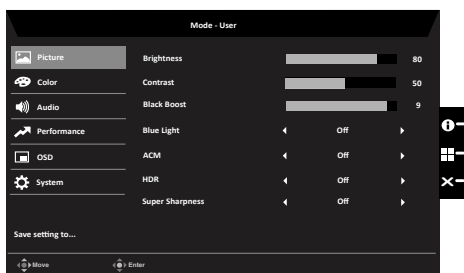 Mode - User
Picture
Brightness 80
Color
Contrast 50
Audio
Black Boost 9
Performance
Blue Light Off
OSD
ACM Off
System
HDR Off
Super Sharpness Off
Save setting to...
Move Enter